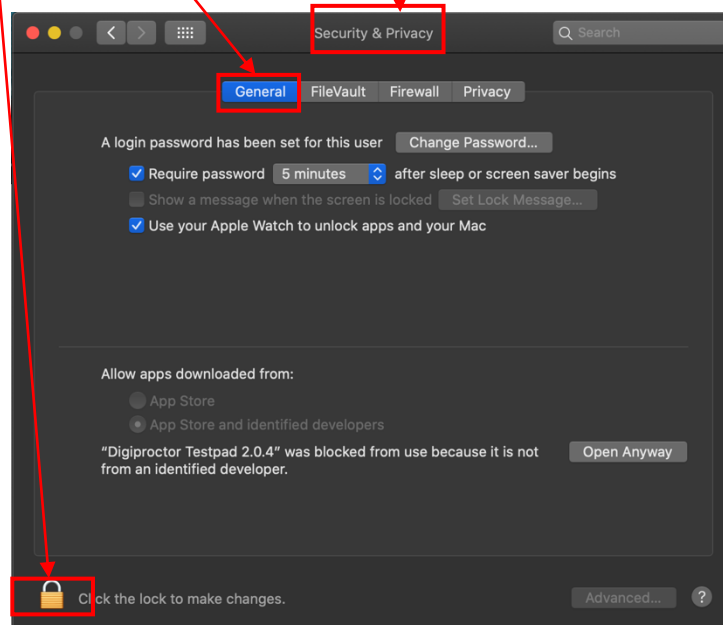 Security & Privacy
Search
General FileVault Firewall Privacy
A login password has been set for this user Change Password...
Require password 5 minutes after sleep or screen saver begins
Show a message when the screen is locked Set Lock Message...
Use your Apple Watch to unlock apps and your Mac
Allow apps downloaded from:
App Store
App Store and identified developers
“Digiproctor Testpad 2.0.4” was blocked from use because it is not Open Anyway
from an identified developer.
Click the lock to make changes. Advanced... ?